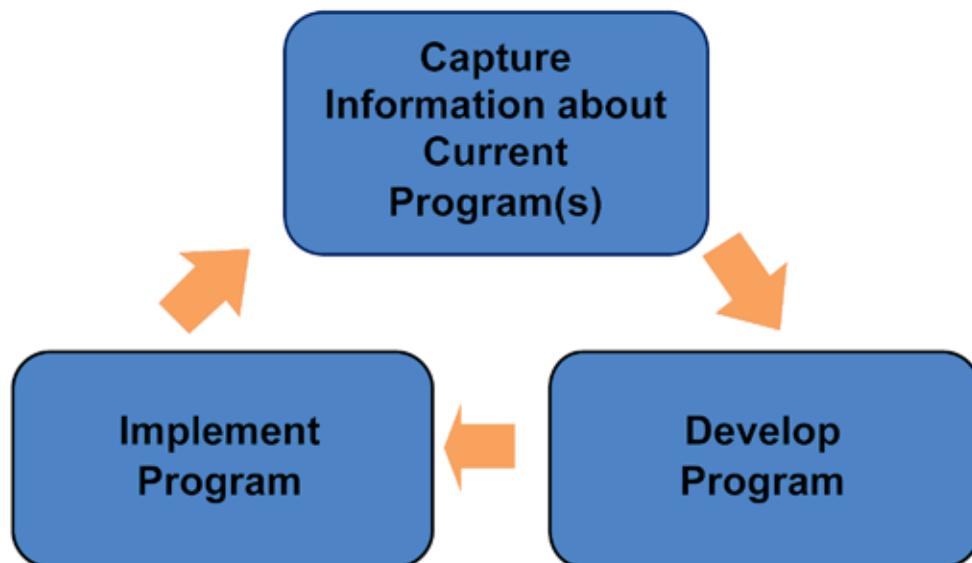 Capture
Information about
Current
Program(s)
Implement
Program
Develop
Program